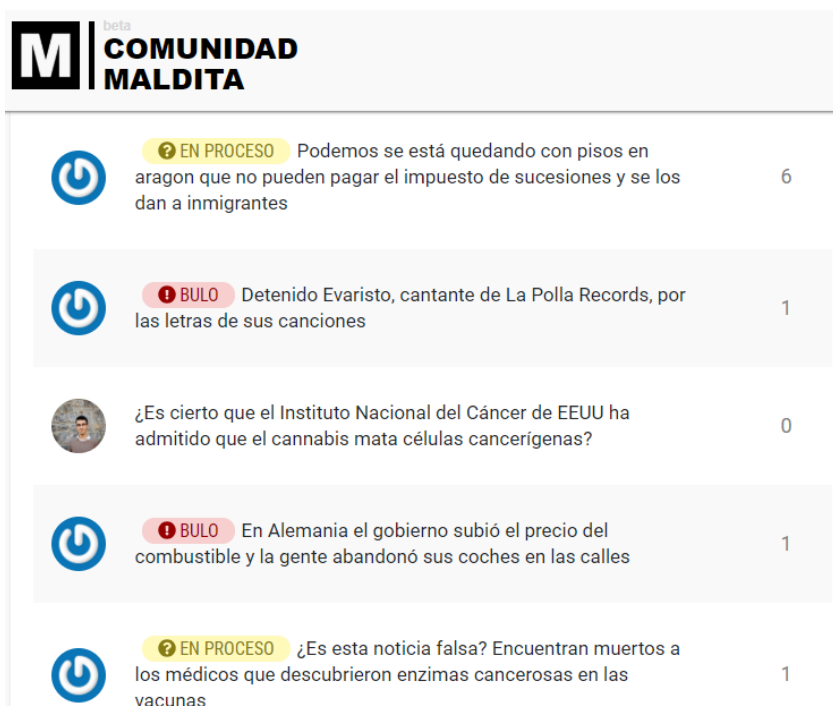 beta
M
COMUNIDAD
MALDITA
EN PROCESO Podemos se está quedando con pisos en
aragon que no pueden pagar el impuesto de sucesiones y se los
dan a inmigrantes
6
BULO Detenido Evaristo, cantante de La Polla Records, por
las letras de sus canciones
1
¿Es cierto que el Instituto Nacional del Cáncer de EEUU ha
admitido que el cannabis mata células cancerígenas?
0
BULO En Alemania el gobierno subió el precio del
combustible y la gente abandonó sus coches en las calles
1
EN PROCESO ¿Es esta noticia falsa? Encuentran muertos a
los médicos que descubrieron enzimas cancerosas en las
vacunas
1